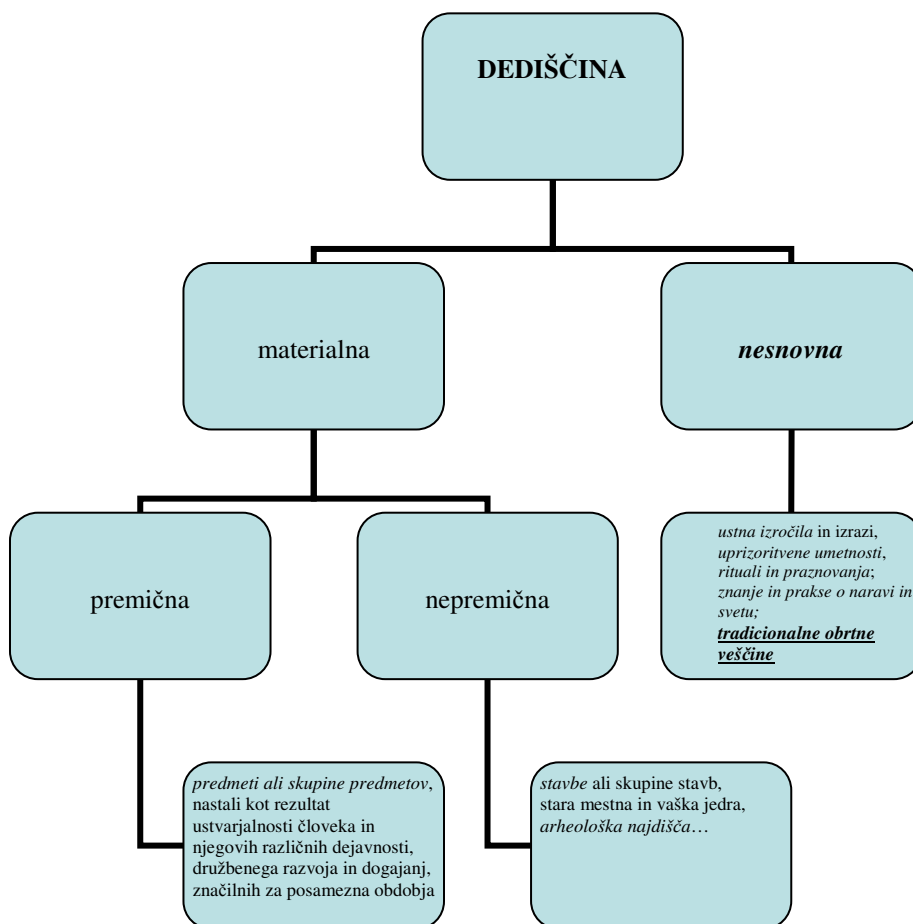 DEDIŠČINA
materialna
nesnovna
premična
nepremična
ustna izročila in izrazi,
uprizoritvene umetnosti,
rituali in praznovanja;
znanje in prakse o naravi in
svetu;
tradicionalne obrtne
veščine
predmeti ali skupine predmetov,
nastali kot rezultat
ustvarjalnosti človeka in
njegovih različnih dejavnosti,
družbenega razvoja in dogajanj,
značilnih za posamezna obdobja
stavbe ali skupine stavb,
stara mestna in vaška jedra,
arheološka najdišča…